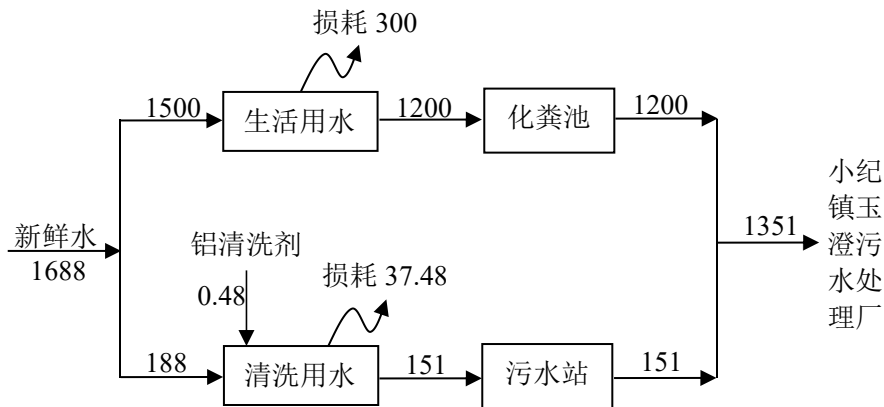 损耗 300
1500
生活用水
1200
化粪池
1200
新鲜水
1688
铝清洗剂
0.48
损耗 37.48
1351
小纪
镇玉
澄污
水处
理厂
188
清洗用水
151
污水站
151